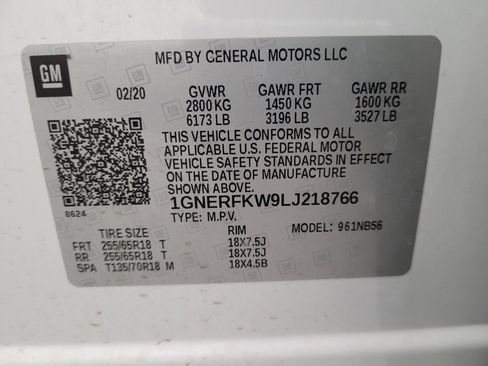 GM
MFD BY GENERAL MOTORS LLC
02/20 GVWR GAWR FRT GAWR RR
2800 KG 1450 KG 1600 KG
6173 LB 3196 LB 3527 LB
THIS VEHICLE CONFORMS TO ALL
APPLICABLE U.S. FEDERAL MOTOR
VEHICLE SAFETY STANDARDS IN EFFECT
ON THE DATE OF MANUFACTURE
SHOWN ABOVE.
8624
1GNERFKW9LJ218766
TYPE: M.P.V. MODEL: 961NB56
TIRE SIZE RIM
FRT 255/65R18 T 18X7.5J
RR 255/65R18 T 18X7.5J
SPA T135/70R18 M 18X4.5B